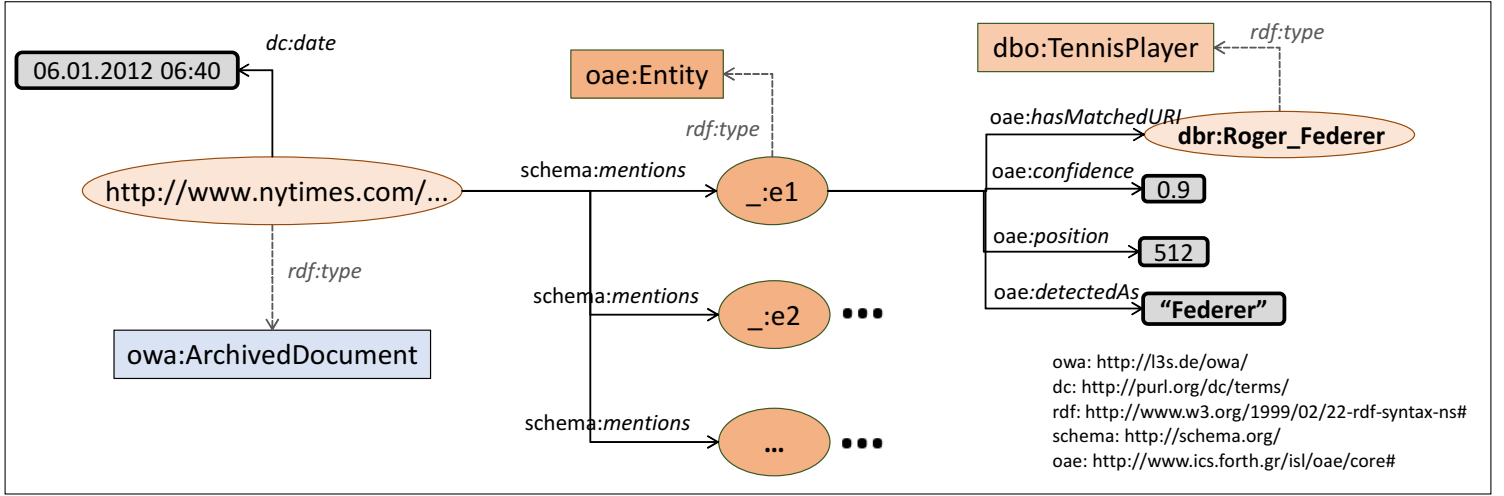 dc:date
06.01.2012 06:40
oae:Entity
dbo:TennisPlayer
rdf:type
rdf:type
oae:hasMatchedURI
dbr:Roger_Federer
http://www.nytimes.com/...
schema:mentions
_:e1
oae:confidence
0.9
oae:position
512
rdf:type
schema:mentions
_:e2
oae:detectedAs
“Federer”
owa:ArchivedDocument
schema:mentions
...
owa: http://l3s.de/owa/
dc: http://purl.org/dc/terms/
rdf: http://www.w3.org/1999/02/22-rdf-syntax-ns#
schema: http://schema.org/
oae: http://www.ics.forth.gr/isl/oae/core#